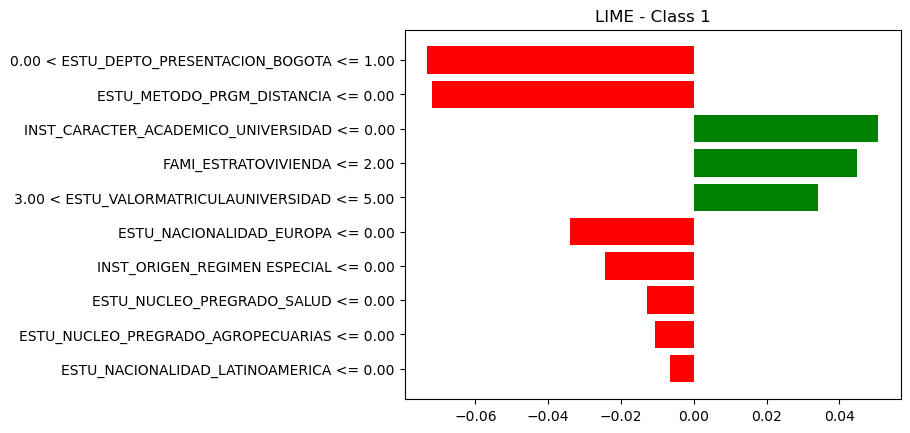 LIME - Class 1
0.00 < ESTU_DEPTO_PRESENTACION_BOGOTA <= 1.00
ESTU_METODO_PRGM_DISTANCIA <= 0.00
INST_CARACTER_ACADEMICO_UNIVERSIDAD <= 0.00
FAMI_ESTRATOVIVIENDA <= 2.00
3.00 < ESTU_VALORMATRICULAUNIVERSIDAD <= 5.00
ESTU_NACIONALIDAD_EUROPA <= 0.00
INST_ORIGEN_REGIMEN ESPECIAL <= 0.00
ESTU_NUCLEO_PREGRADO_SALUD <= 0.00
ESTU_NUCLEO_PREGRADO_AGROPECUARIAS <= 0.00
ESTU_NACIONALIDAD_LATINOAMERICA <= 0.00
−0.06 −0.04 −0.02 0.00 0.02 0.04